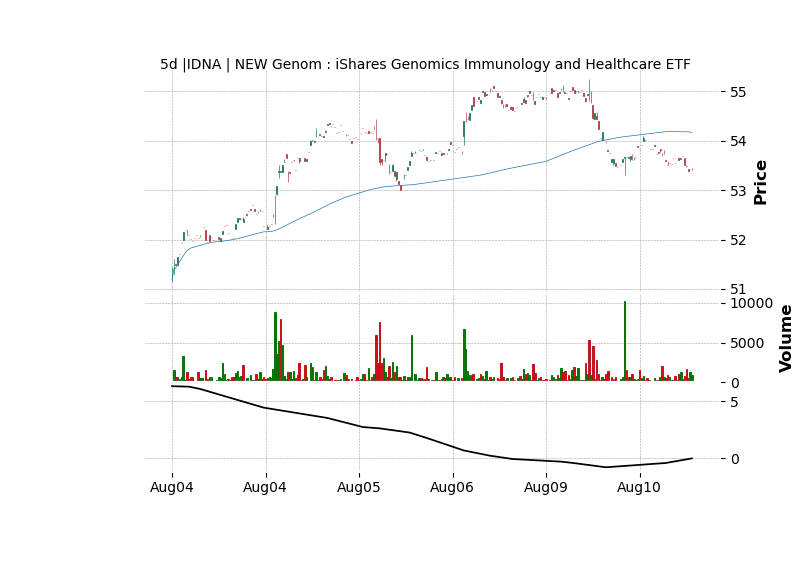 5d |IDNA | NEW Genom : iShares Genomics Immunology and Healthcare ETF
55
54
53
52
51
Price
10000
5000
0
Volume
5
0
Aug04 Aug04 Aug05 Aug06 Aug09 Aug10